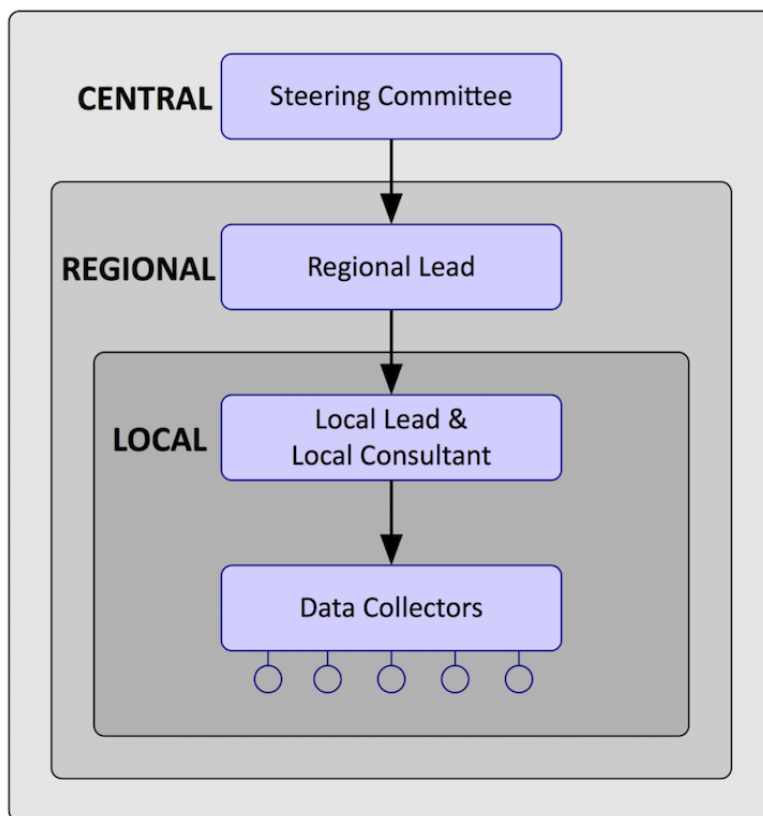 CENTRAL
Steering Committee
REGIONAL
Regional Lead
LOCAL
Local Lead &
Local Consultant
Data Collectors